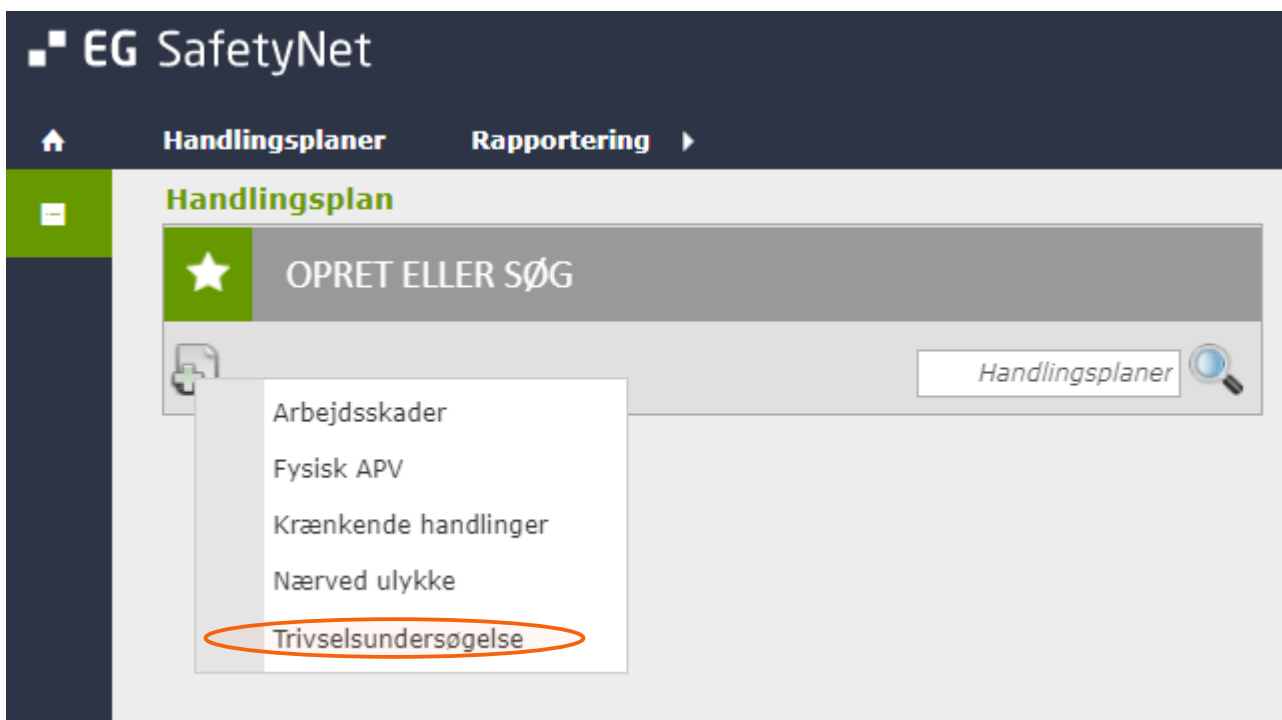 EG SafetyNet
Handlingsplaner Rapportering
Handlingsplan
OPRET ELLER SØG
Handlingsplaner
Arbejdsskader
Fysisk APV
Krænkende handlinger
Nærved ulykke
Trivselsundersøgelse